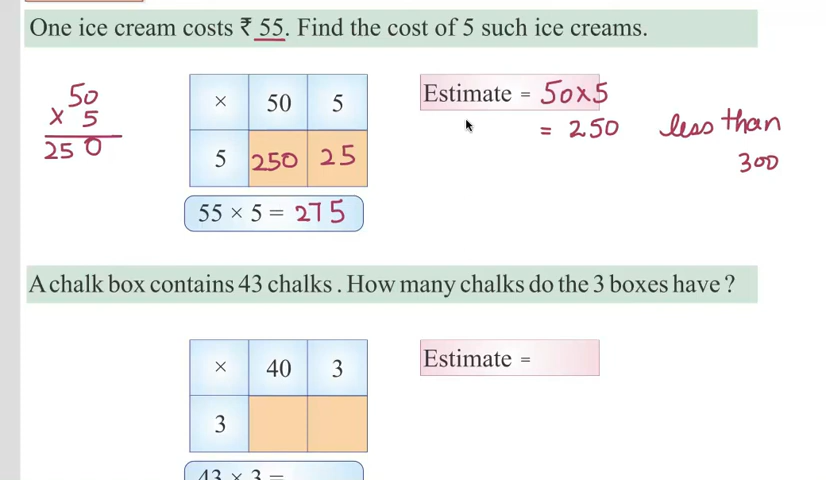 One ice cream costs ₹ 55. Find the cost of 5 such ice creams.
50
× 5
250
× 50 5
5 250 25
55 × 5 = 275
Estimate = 50×5
= 250 less than
300
A chalk box contains 43 chalks . How many chalks do the 3 boxes have ?
× 40 3
3
Estimate =
43 × 3 =